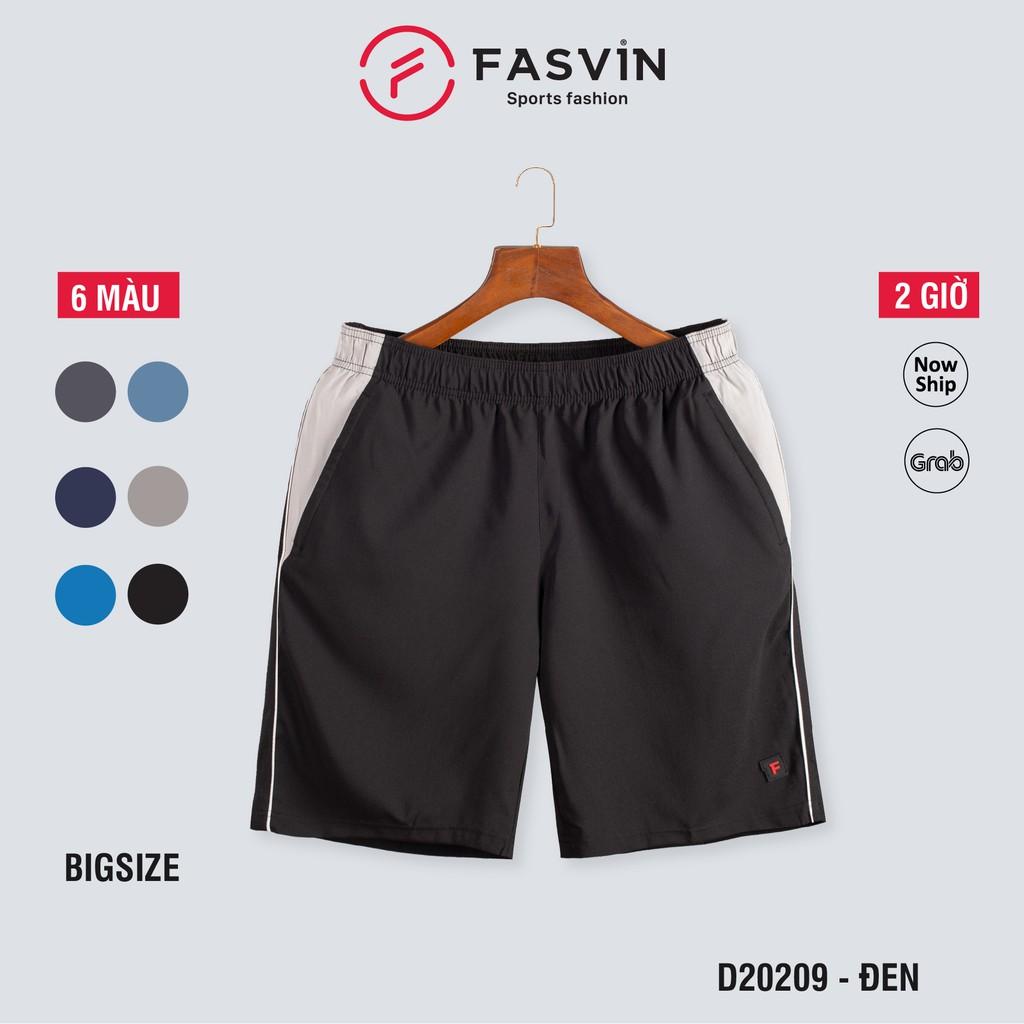 FASVIN®
Sports fashion
6 MÀU
2 GIỜ
Now
Ship
Grab
F
BIGSIZE
D20209 - ĐEN